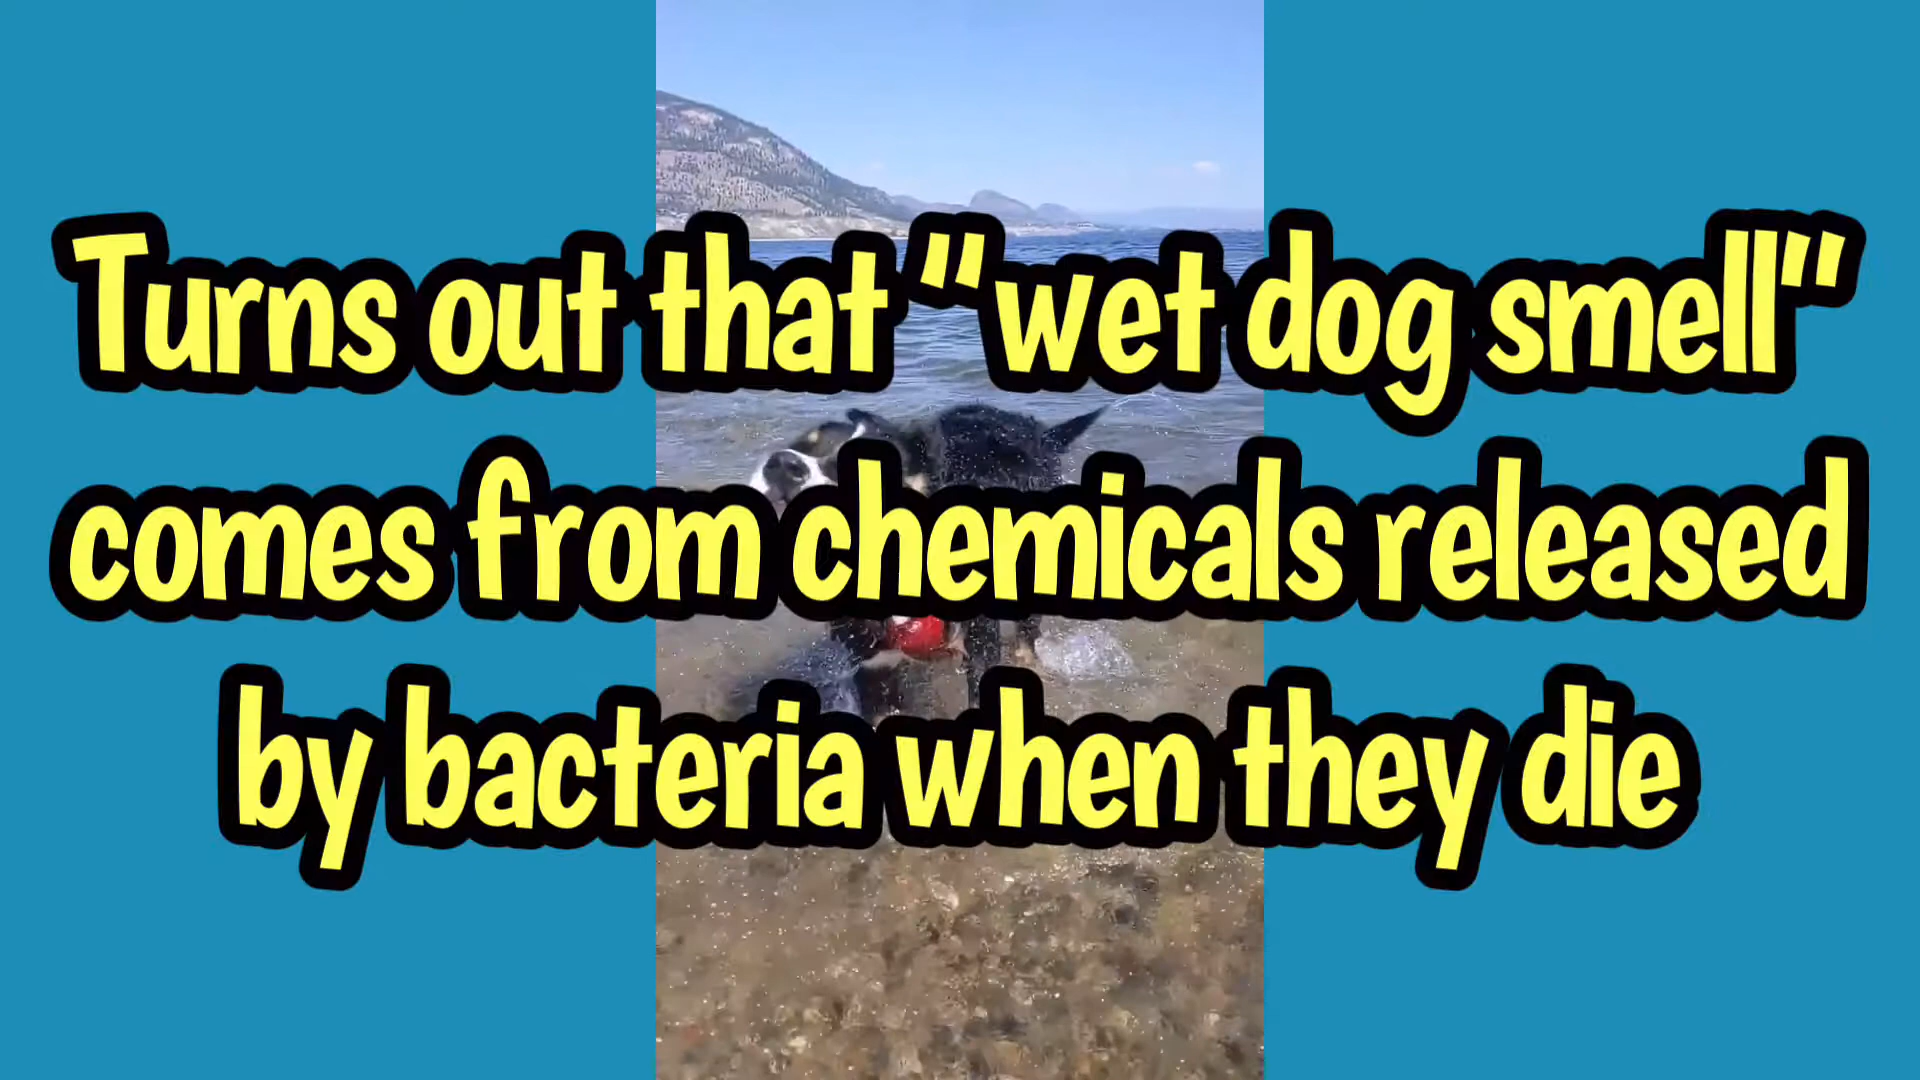 Turns out that "wet dog smell"
comes from chemicals released
by bacteria when they die